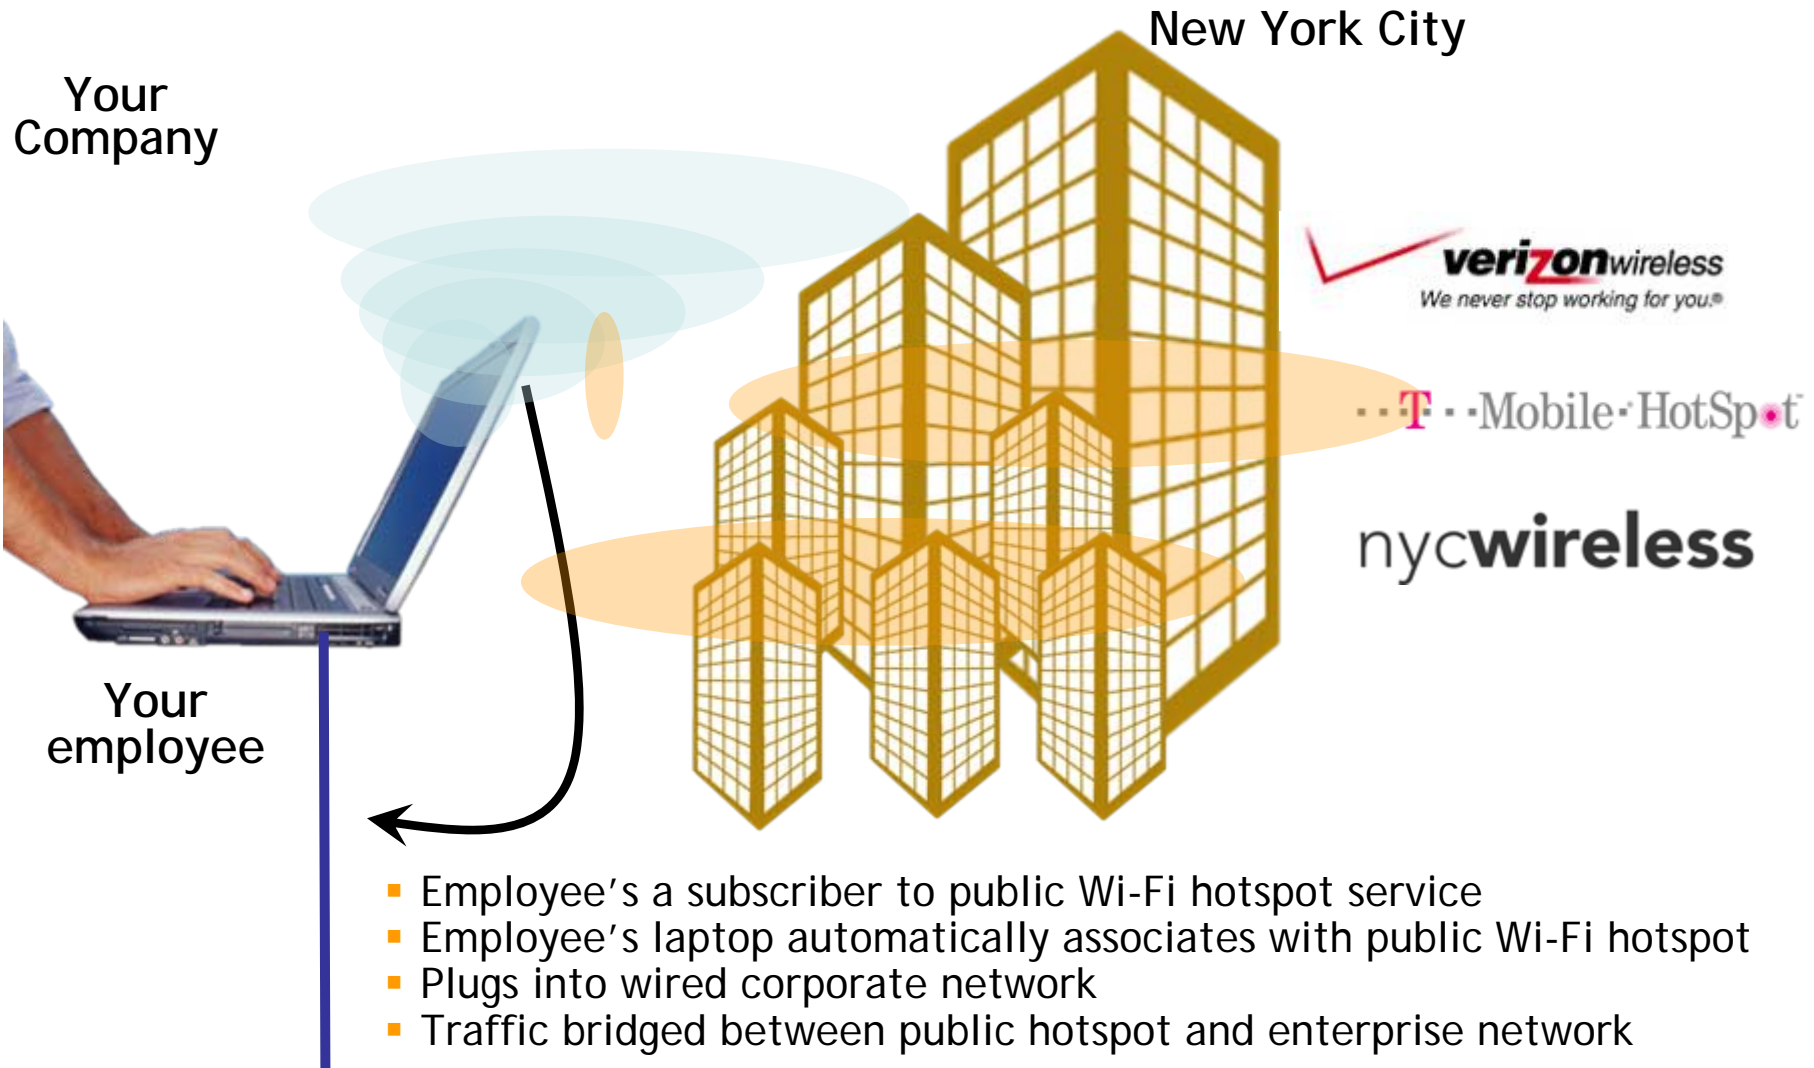 New York City
Your
Company
verizonwireless
We never stop working for you.®
··T···Mobile·HotSpot
nycwireless
Your
employee
Employee’s a subscriber to public Wi-Fi hotspot service
Employee’s laptop automatically associates with public Wi-Fi hotspot
Plugs into wired corporate network
Traffic bridged between public hotspot and enterprise network